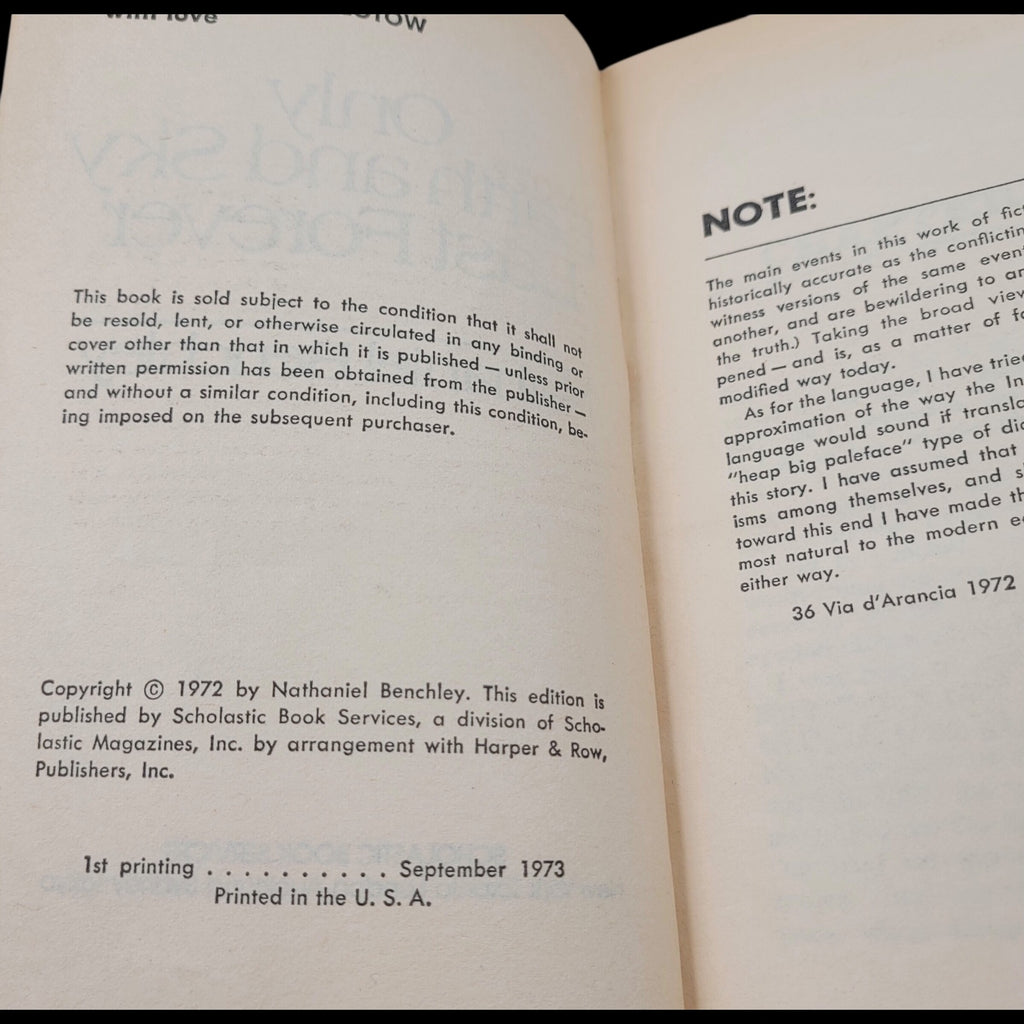 with love
This book is sold subject to the condition that it shall not
be resold, lent, or otherwise circulated in any binding or
cover other than that in which it is published — unless prior
written permission has been obtained from the publisher —
and without a similar condition, including this condition, be-
ing imposed on the subsequent purchaser.
Copyright © 1972 by Nathaniel Benchley. This edition is
published by Scholastic Book Services, a division of Scho-
lastic Magazines, Inc. by arrangement with Harper & Row,
Publishers, Inc.
1st printing . . . . . . . . . . September 1973
Printed in the U. S. A.
NOTE:
The main events in this work of fic
historically accurate as the conflictin
witness versions of the same even
another, and are bewildering to an
the truth.) Taking the broad view
pened — and is, as a matter of fa
modified way today.
As for the language, I have tried
approximation of the way the In
language would sound if transla
"heap big paleface" type of dia
this story. I have assumed that
isms among themselves, and s
toward this end I have made th
most natural to the modern ea
either way.
36 Via d'Arancia 1972